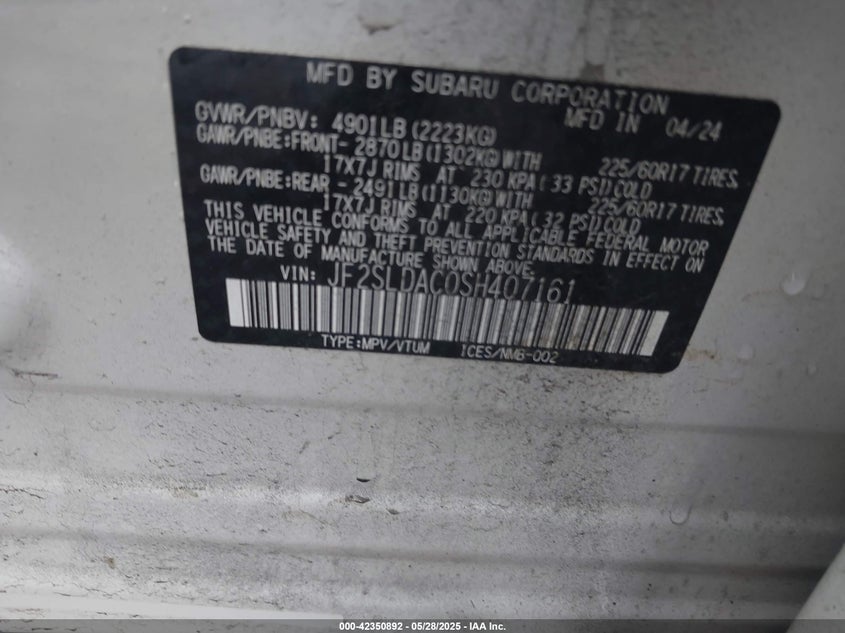 MFD BY SUBARU CORPORATION
GVWR/PNBV: 4901LB(2223KG) MFD IN 04/24
GAWR/PNBE:FRONT- 2870LB(1302KG)WITH 225/60R17 TIRES,
17X7J RIMS AT 230 KPA( 33 PSI)COLD
GAWR/PNBE:REAR - 2491LB(1130KG)WITH 225/60R17 TIRES,
17X7J RIMS AT 220 KPA( 32 PSI)COLD
THIS VEHICLE CONFORMS TO ALL APPLICABLE FEDERAL MOTOR
VEHICLE SAFETY AND THEFT PREVENTION STANDARDS IN EFFECT ON
THE DATE OF MANUFACTURE SHOWN ABOVE.
VIN: JF2SLDAC0SH407161
TYPE:MPV/VTUM ICES/NMB-002
000-42350892 - 05/28/2025 - IAA Inc.